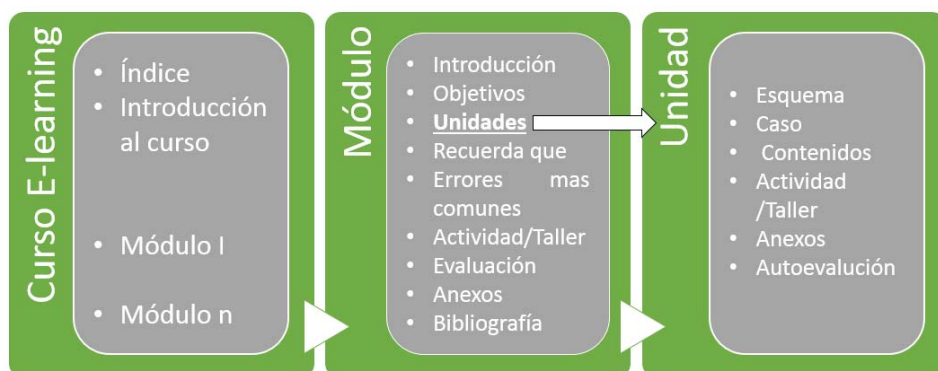 Curso E-learning
• Índice
• Introducción
al curso
• Módulo I
• Módulo n
Módulo
• Introducción
• Objetivos
• Unidades
• Recuerda que
• Errores mas
comunes
• Actividad/Taller
• Evaluación
• Anexos
• Bibliografía
Unidad
• Esquema
• Caso
• Contenidos
• Actividad
/Taller
• Anexos
• Autoevalución